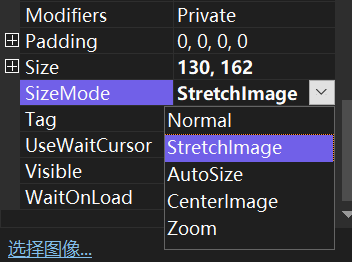 Modifiers Private
Padding 0, 0, 0, 0
Size 130, 162
SizeMode StretchImage
Tag
UseWaitCursor
Visible
WaitOnLoad
Normal
StretchImage
AutoSize
CenterImage
Zoom
选择图像...